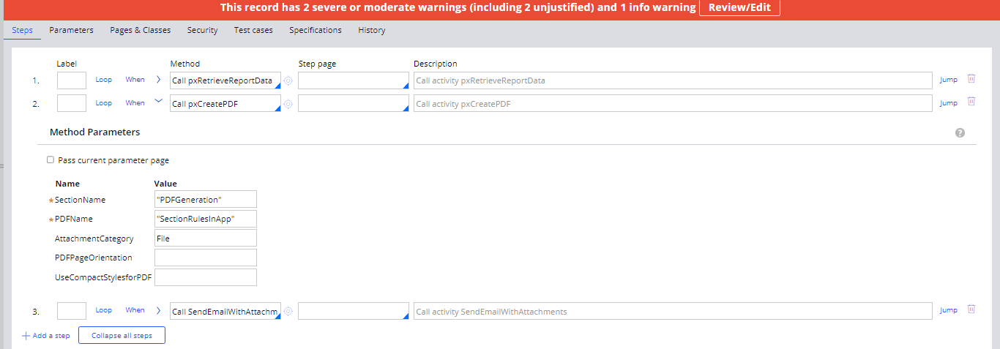 This record has 2 severe or moderate warnings (including 2 unjustified) and 1 info warning Review/Edit
Steps Parameters Pages & Classes Security Test cases Specifications History
Label Method Step page Description
1. Loop When Call pxRetrieveReportData Call activity pxRetrieveReportData Jump
2. Loop When Call pxCreatePDF Call activity pxCreatePDF Jump
Method Parameters ?
Pass current parameter page
Name Value
★SectionName "PDFGeneration"
★PDFName "SectionRulesInApp"
AttachmentCategory File
PDFPageOrientation
UseCompactStylesforPDF
3. Loop When Call SendEmailWithAttachm Call activity SendEmailWithAttachments Jump
+ Add a step Collapse all steps